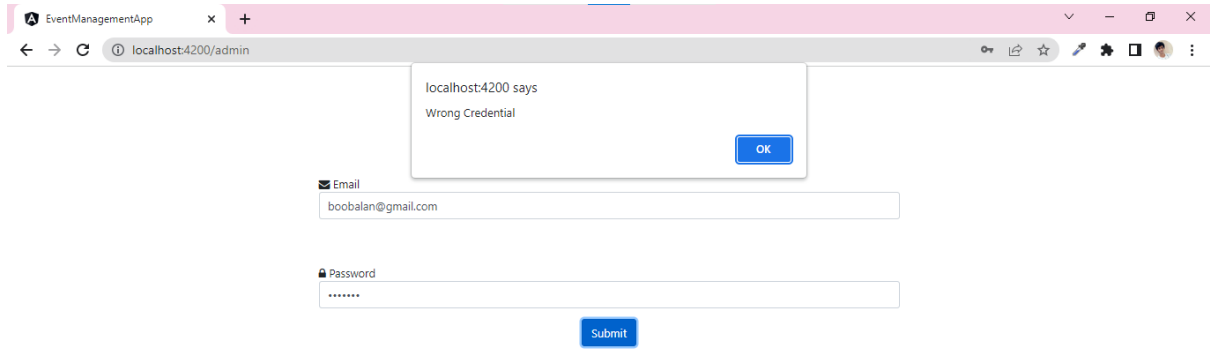 EventManagementApp
localhost:4200/admin
localhost:4200 says
Wrong Credential
OK
Email
boobalan@gmail.com
Password
•••••••
Submit